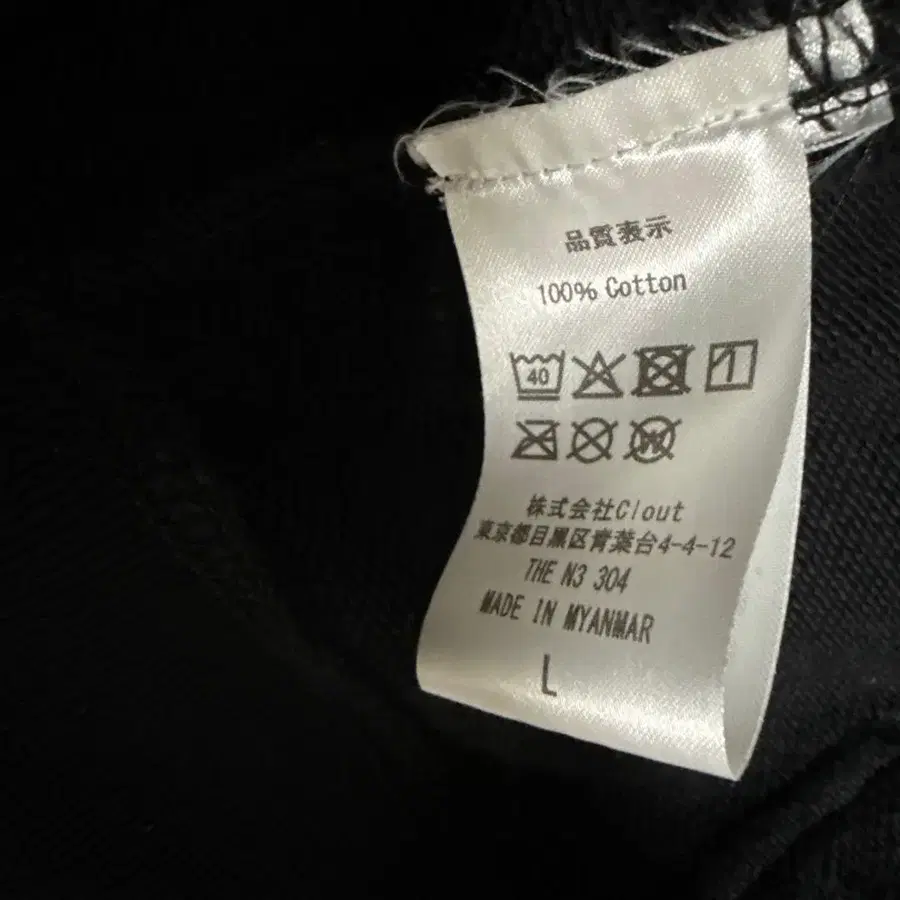 品質表示
100% Cotton
40
W
株式会社Clout
東京都目黒区青葉台4-4-12
THE N3 304
MADE IN MYANMAR
L